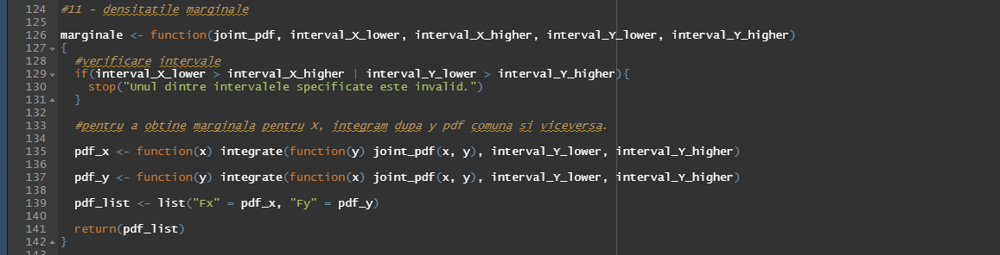 124 #11 - densitatile marginale
125
126 marginale <- function(joint_pdf, interval_X_lower, interval_X_higher, interval_Y_lower, interval_Y_higher)
127 {
128   #verificare intervale
129   if(interval_X_lower > interval_X_higher | interval_Y_lower > interval_Y_higher){
130     stop("Unul dintre intervalele specificate este invalid.")
131   }
132
133   #pentru a obtine marginala pentru X, integram dupa y pdf comuna si viceversa.
134
135   pdf_x <- function(x) integrate(function(y) joint_pdf(x, y), interval_Y_lower, interval_Y_higher)
136
137   pdf_y <- function(y) integrate(function(x) joint_pdf(x, y), interval_Y_lower, interval_Y_higher)
138
139   pdf_list <- list("Fx" = pdf_x, "Fy" = pdf_y)
140
141   return(pdf_list)
142 }
143